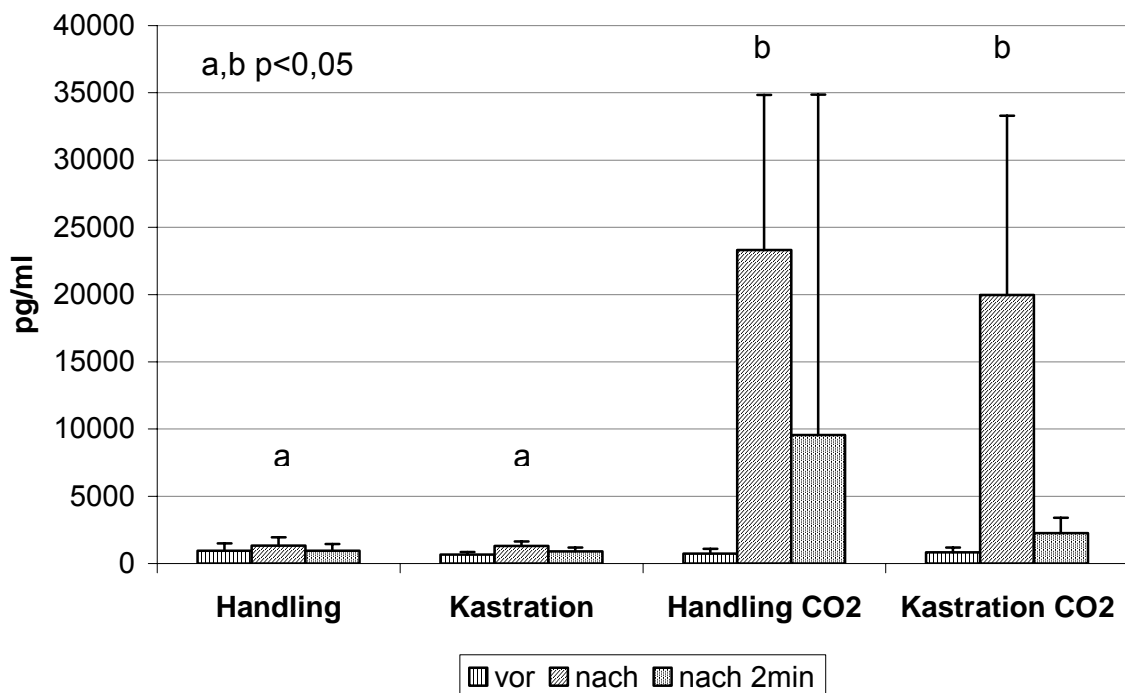 40000
35000
30000
25000
20000
15000
10000
5000
0
pg/ml
a,b p<0,05
a
a
b
b
Handling
Kastration
Handling CO2
Kastration CO2
vor nach nach 2min